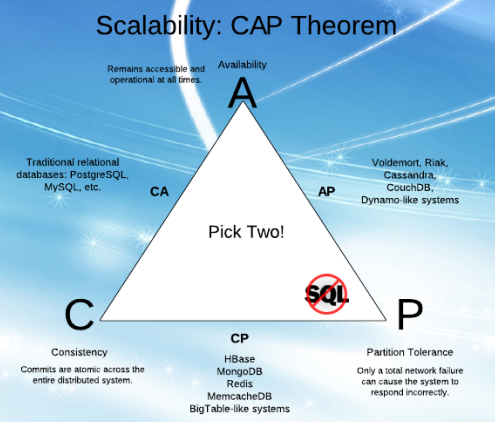 Scalability: CAP Theorem
Availability
Remains accessible and
operational at all times.
A
Traditional relational
databases: PostgreSQL,
MySQL, etc.
CA
AP
Voldemort, Riak,
Cassandra,
CouchDB,
Dynamo-like systems
Pick Two!
SQL
C
P
CP
Consistency
Commits are atomic across the
entire distributed system.
HBase
MongoDB
Redis
MemcacheDB
BigTable-like systems
Partition Tolerance
Only a total network failure
can cause the system to
respond incorrectly.